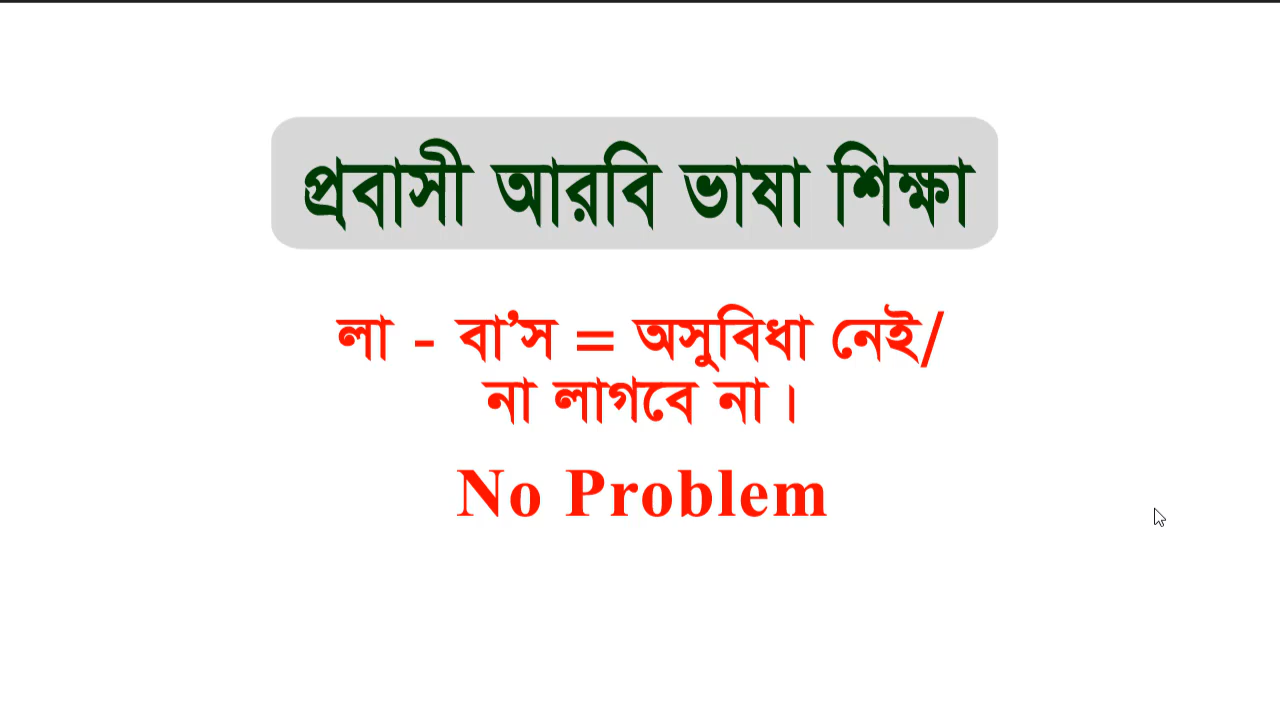 প্রবাসী আরবি ভাষা শিক্ষা
লা - বা’স = অসুবিধা নেই/
না লাগবে না।
No Problem